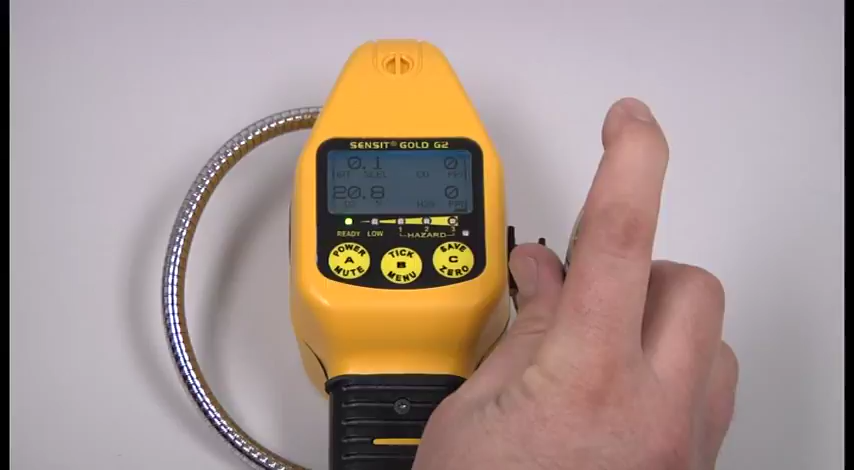 SENSIT® GOLD G2
0.1 0
20.8 0
READY LOW 1 2 3
HAZARD
POWER A MUTE
TICK B MENU
SAVE C ZERO